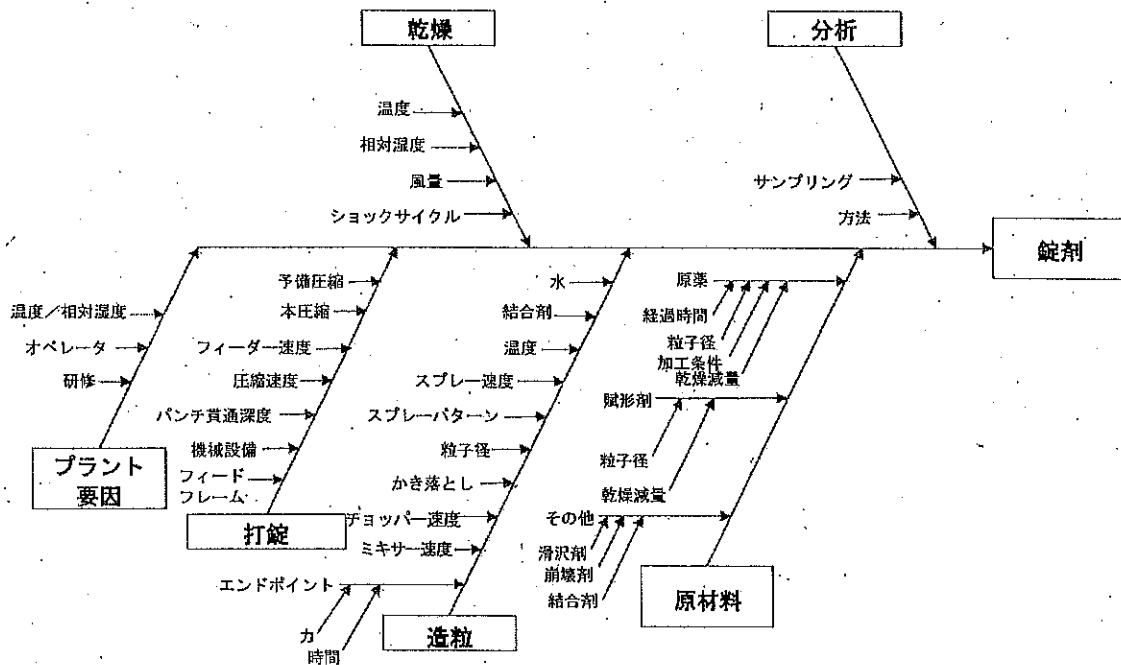 乾燥
分析
温度
相対湿度
風量
ショックサイクル
サンプリング
方法
錠剤
予備圧縮
本圧縮
フィーダー速度
圧縮速度
パンチ貫通深度
機械設備
フィード
フレーム
打錠
温度/相対湿度
オペレータ
研修
プラント
要因
水
結合剤
温度
スプレー速度
スプレーパターン
粒子径
かき落とし
チョッパー速度
ミキサー速度
エンドポイント
力
時間
造粒
原薬
経過時間
粒子径
加工条件
乾燥減量
賦形剤
粒子径
乾燥減量
その他
滑沢剤
崩壊剤
結合剤
原材料